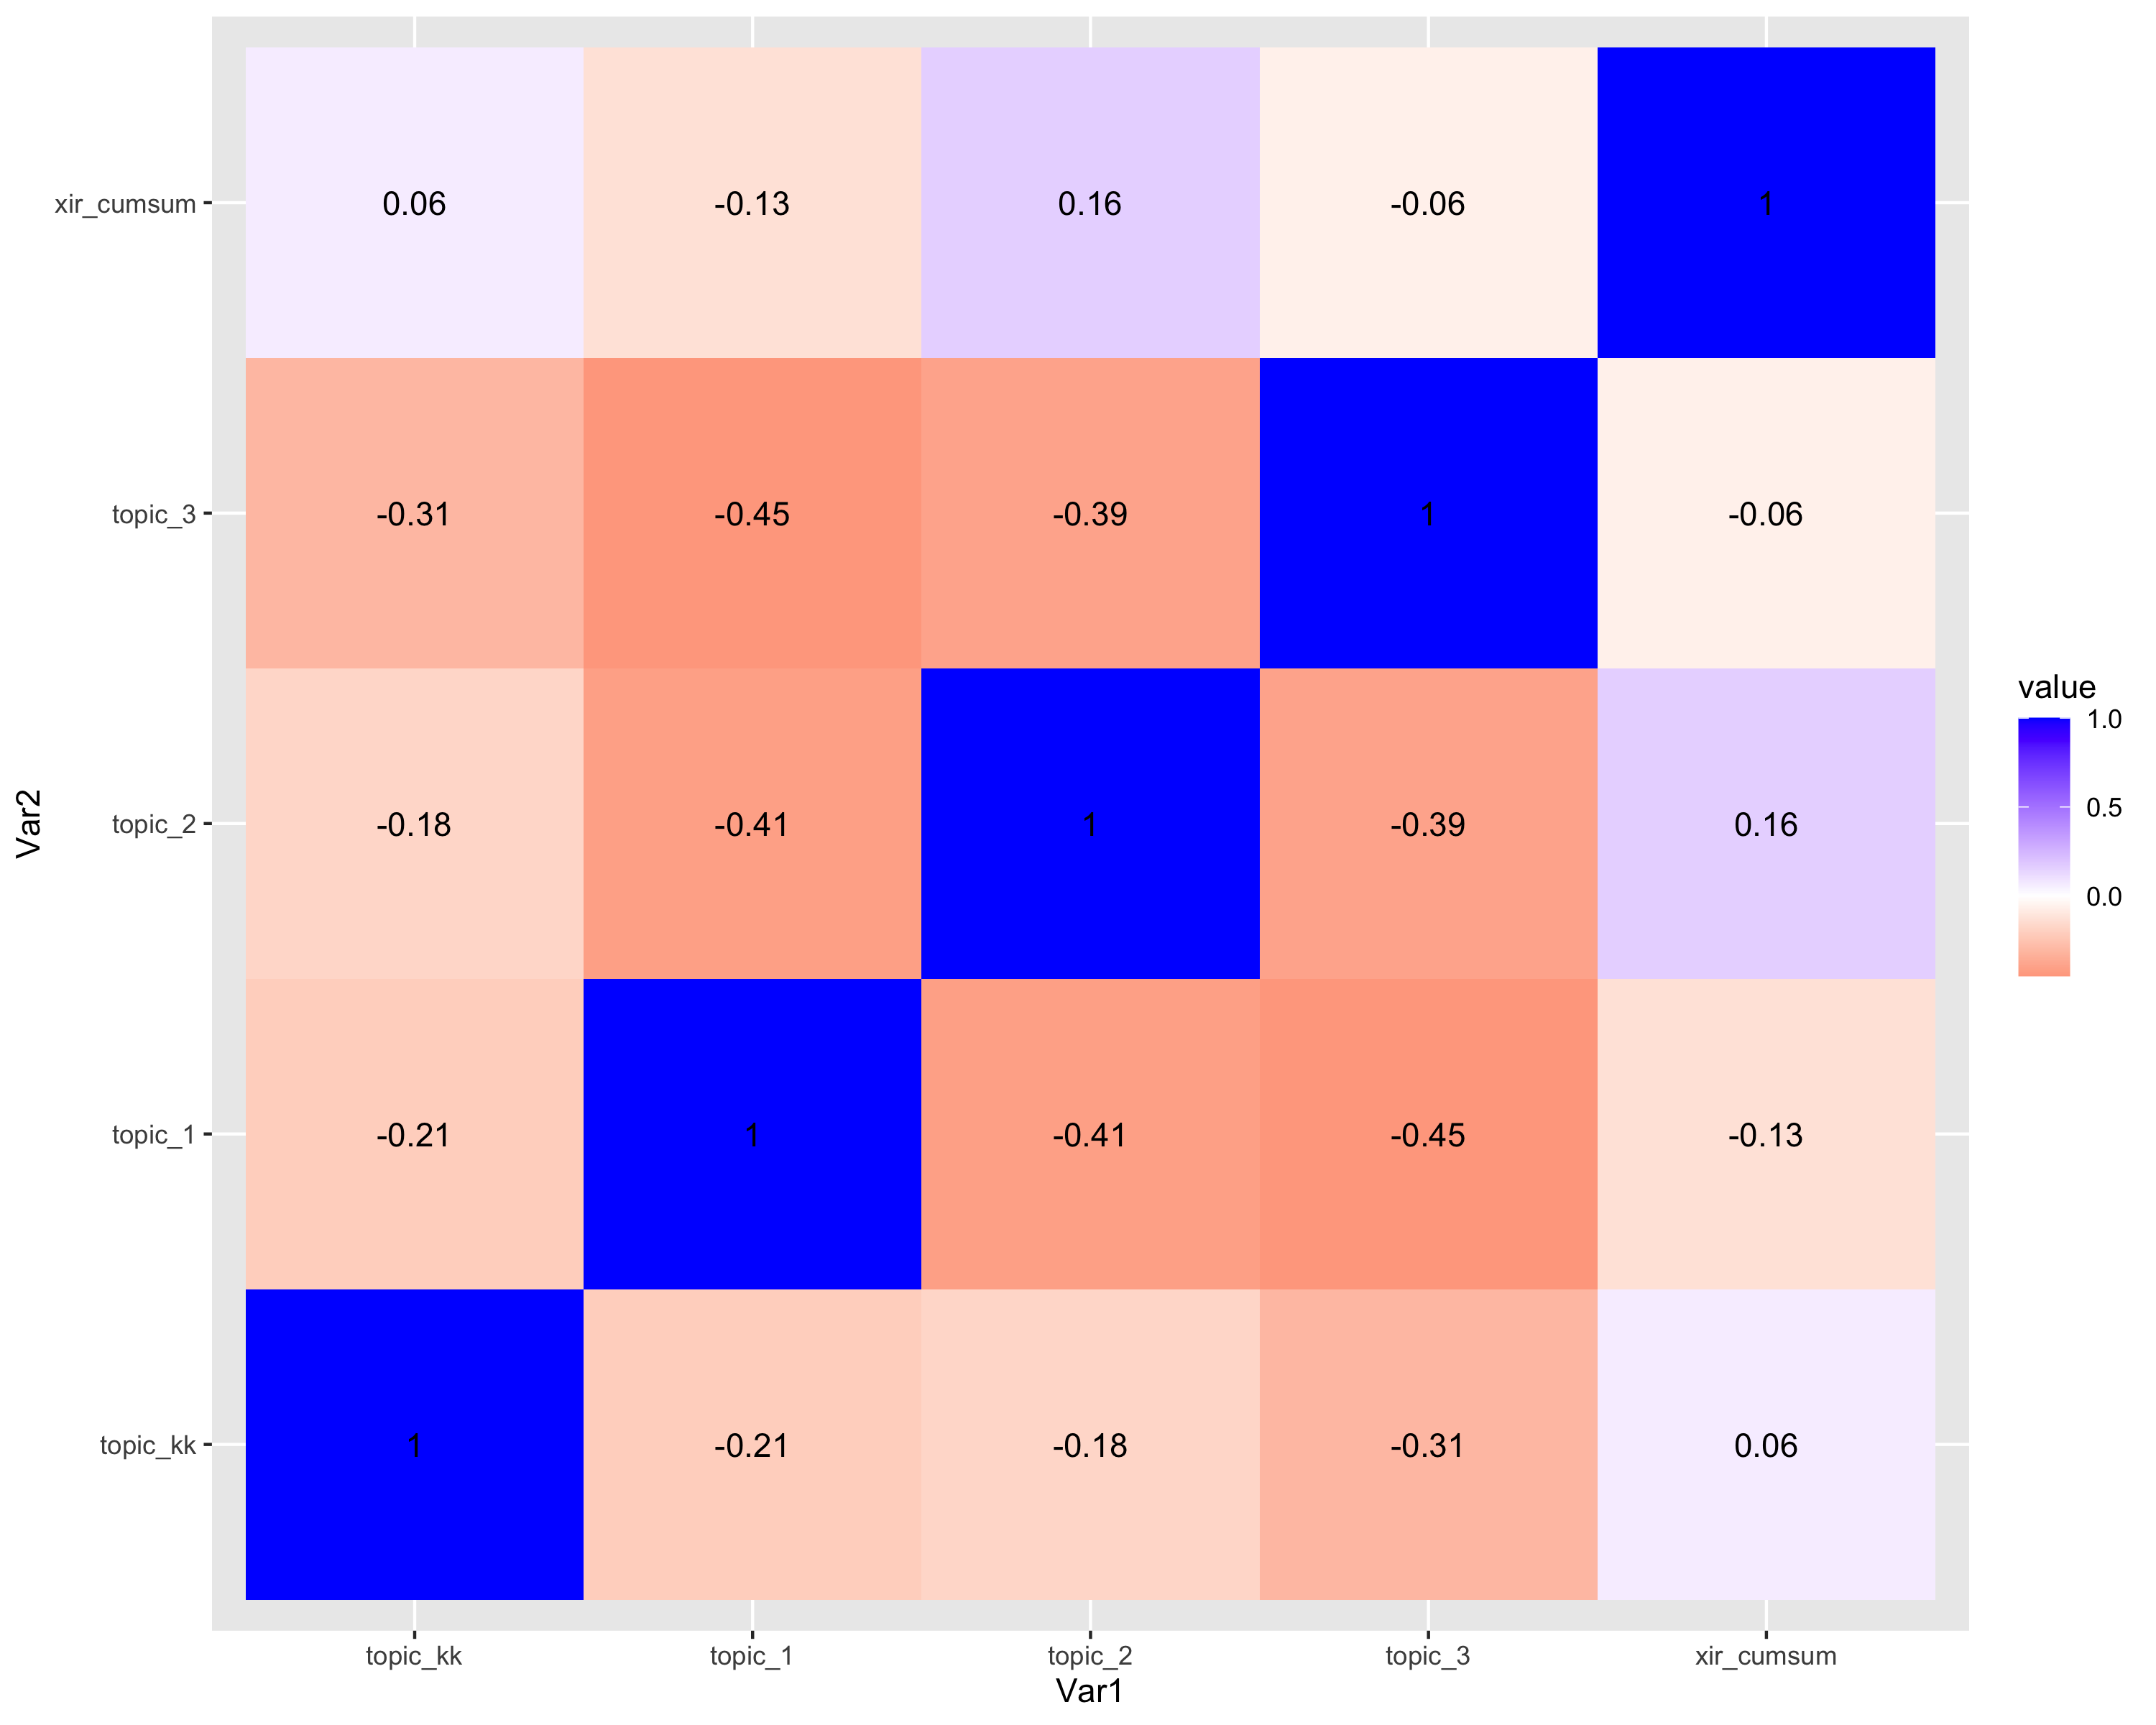 xir_cumsum 0.06 -0.13 0.16 -0.06 1
topic_3 -0.31 -0.45 -0.39 1 -0.06
topic_2 -0.18 -0.41 1 -0.39 0.16
topic_1 -0.21 1 -0.41 -0.45 -0.13
topic_kk 1 -0.21 -0.18 -0.31 0.06
topic_kk topic_1 topic_2 topic_3 xir_cumsum
Var1
Var2
value
1.0
0.5
0.0